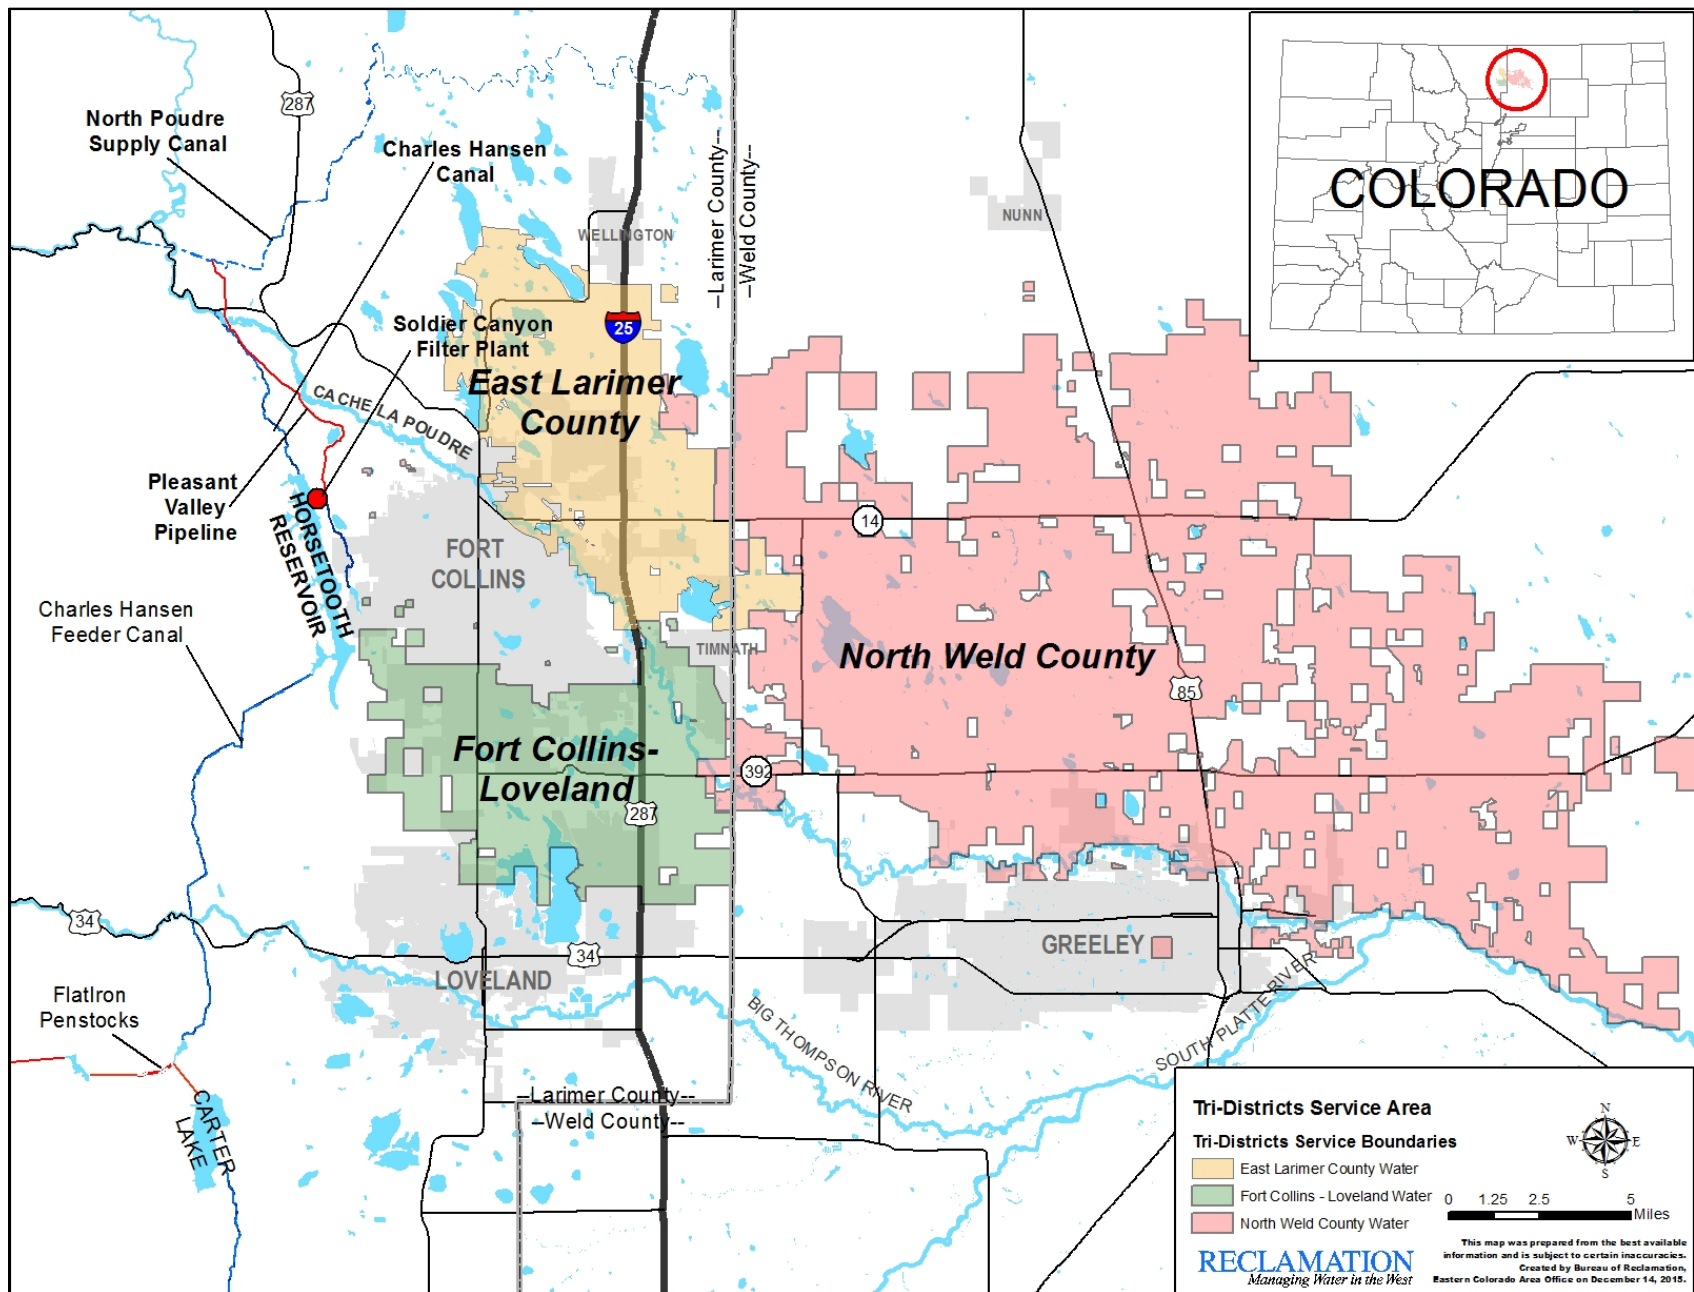 North Poudre
Supply Canal
287
Charles Hansen
Canal
--Larimer County--
--Weld County--
WELLINGTON
NUNN
COLORADO
Soldier Canyon
Filter Plant
25
East Larimer
County
CACHE LA POUDRE
Pleasant
Valley
Pipeline
HORSETOOTH
RESERVOIR
14
FORT
COLLINS
Charles Hansen
Feeder Canal
TIMNATH
North Weld County
85
Fort Collins-
Loveland
392
287
34
34
LOVELAND
GREELEY
FlatIron
Penstocks
BIG THOMPSON RIVER
SOUTH PLATTE RIVER
CARTER
LAKE
--Larimer County--
--Weld County--
Tri-Districts Service Area
Tri-Districts Service Boundaries
East Larimer County Water
Fort Collins - Loveland Water
North Weld County Water
N
W E
S
0 1.25 2.5 5
Miles
RECLAMATION
Managing Water in the West
This map was prepared from the best available
information and is subject to certain inaccuracies.
Created by Bureau of Reclamation,
Eastern Colorado Area Office on December 14, 2015.